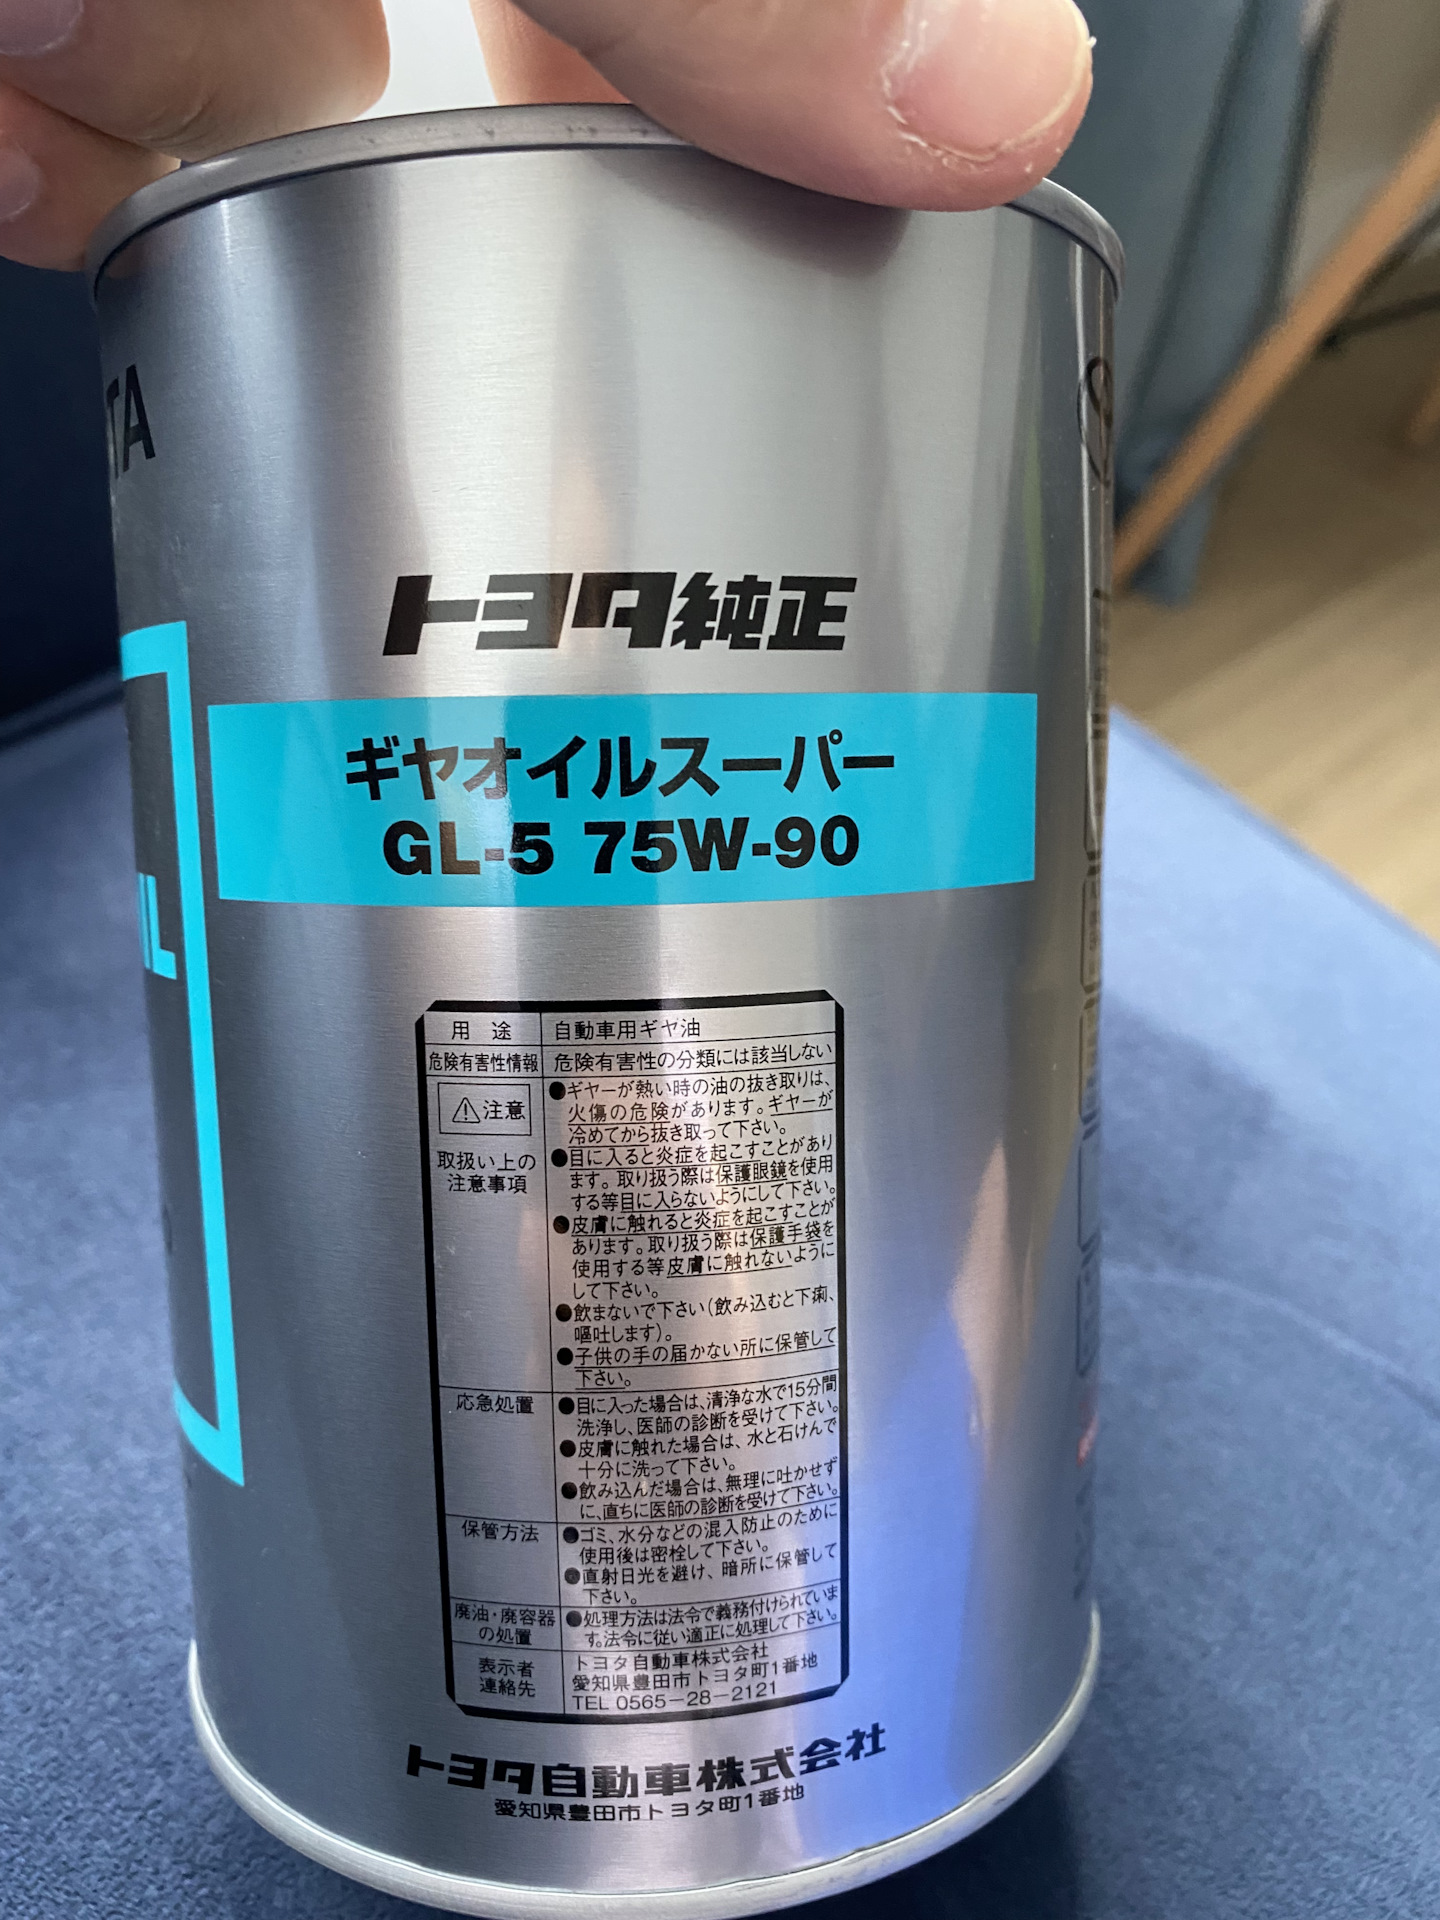 TA
IL
トヨタ純正
ギヤオイルスーパー
GL-5 75W-90
用 途 自動車用ギヤ油
危険有害性情報 危険有害性の分類には該当しない
⚠注意
取扱い上の
注意事項
●ギヤーが熱い時の油の抜き取りは、
火傷の危険があります。ギヤーが
冷めてから抜き取って下さい。
●目に入ると炎症を起こすことがあり
ます。取り扱う際は保護眼鏡を使用
する等目に入らないようにして下さい。
●皮膚に触れると炎症を起こすことが
あります。取り扱う際は保護手袋を
使用する等皮膚に触れないように
して下さい。
●飲まないで下さい(飲み込むと下痢、
嘔吐します)。
●子供の手の届かない所に保管して
下さい。
応急処置
●目に入った場合は、清浄な水で15分間
洗浄し、医師の診断を受けて下さい。
●皮膚に触れた場合は、水と石けんで
十分に洗って下さい。
●飲み込んだ場合は、無理に吐かせず
に、直ちに医師の診断を受けて下さい。
保管方法
●ゴミ、水分などの混入防止のために
使用後は密栓して下さい。
●直射日光を避け、暗所に保管して
下さい。
廃油・廃容器
の処置
●処理方法は法令で義務付けられていま
す。法令に従い適正に処理して下さい。
表示者
連絡先
トヨタ自動車株式会社
愛知県豊田市トヨタ町1番地
TEL 0565-28-2121
トヨタ自動車株式会社
愛知県豊田市トヨタ町1番地